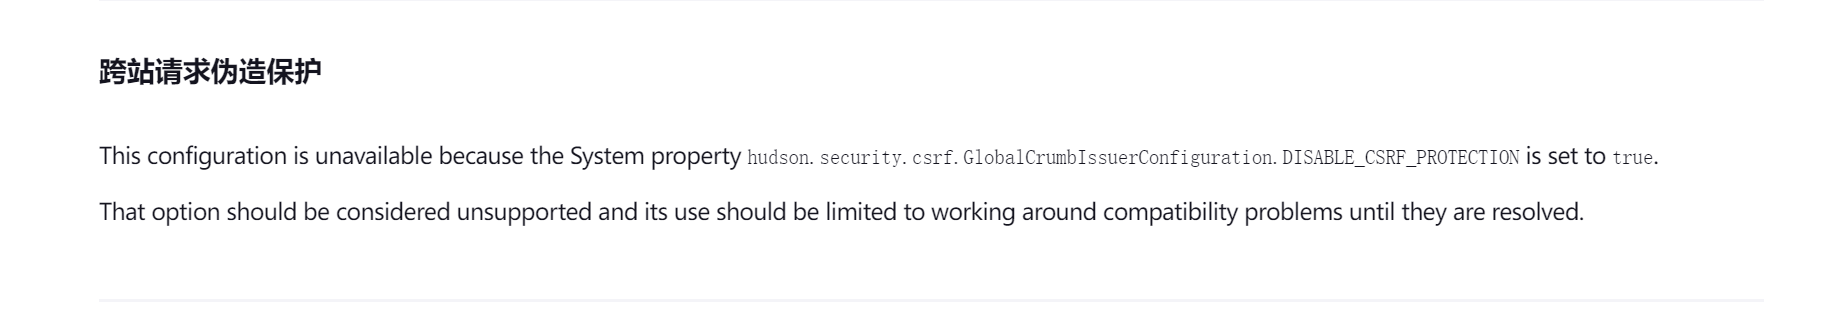 跨站请求伪造保护
This configuration is unavailable because the System property hudson.security.csrf.GlobalCrumbIssuerConfiguration.DISABLE_CSRF_PROTECTION is set to true.
That option should be considered unsupported and its use should be limited to working around compatibility problems until they are resolved.